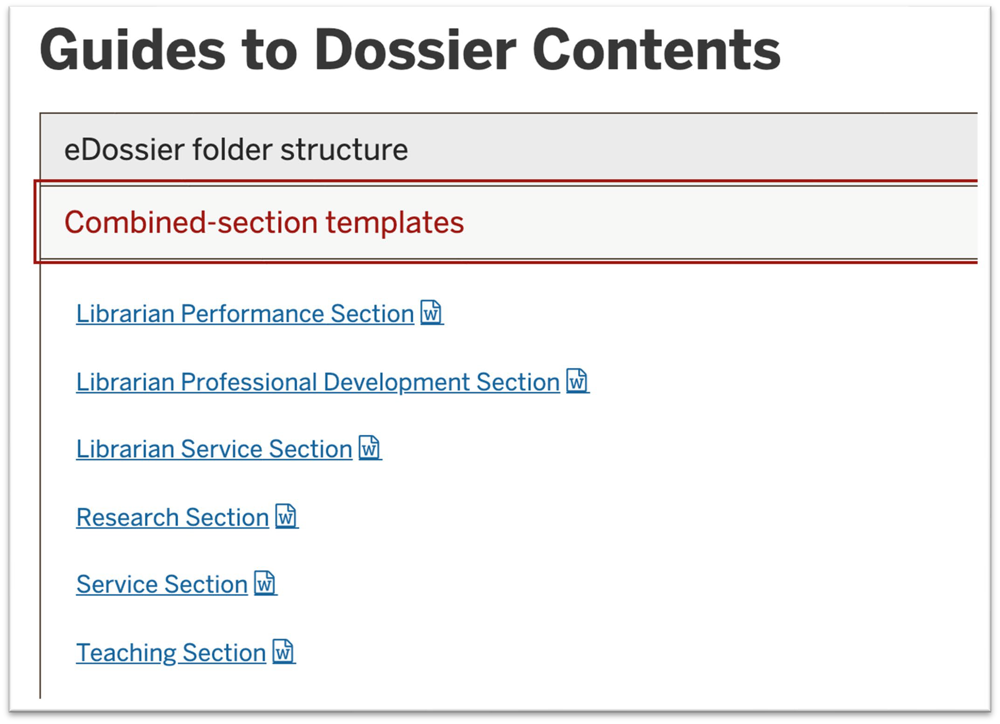 Guides to Dossier Contents
eDossier folder structure
Combined-section templates
Librarian Performance Section W
Librarian Professional Development Section W
Librarian Service Section W
Research Section W
Service Section W
Teaching Section W